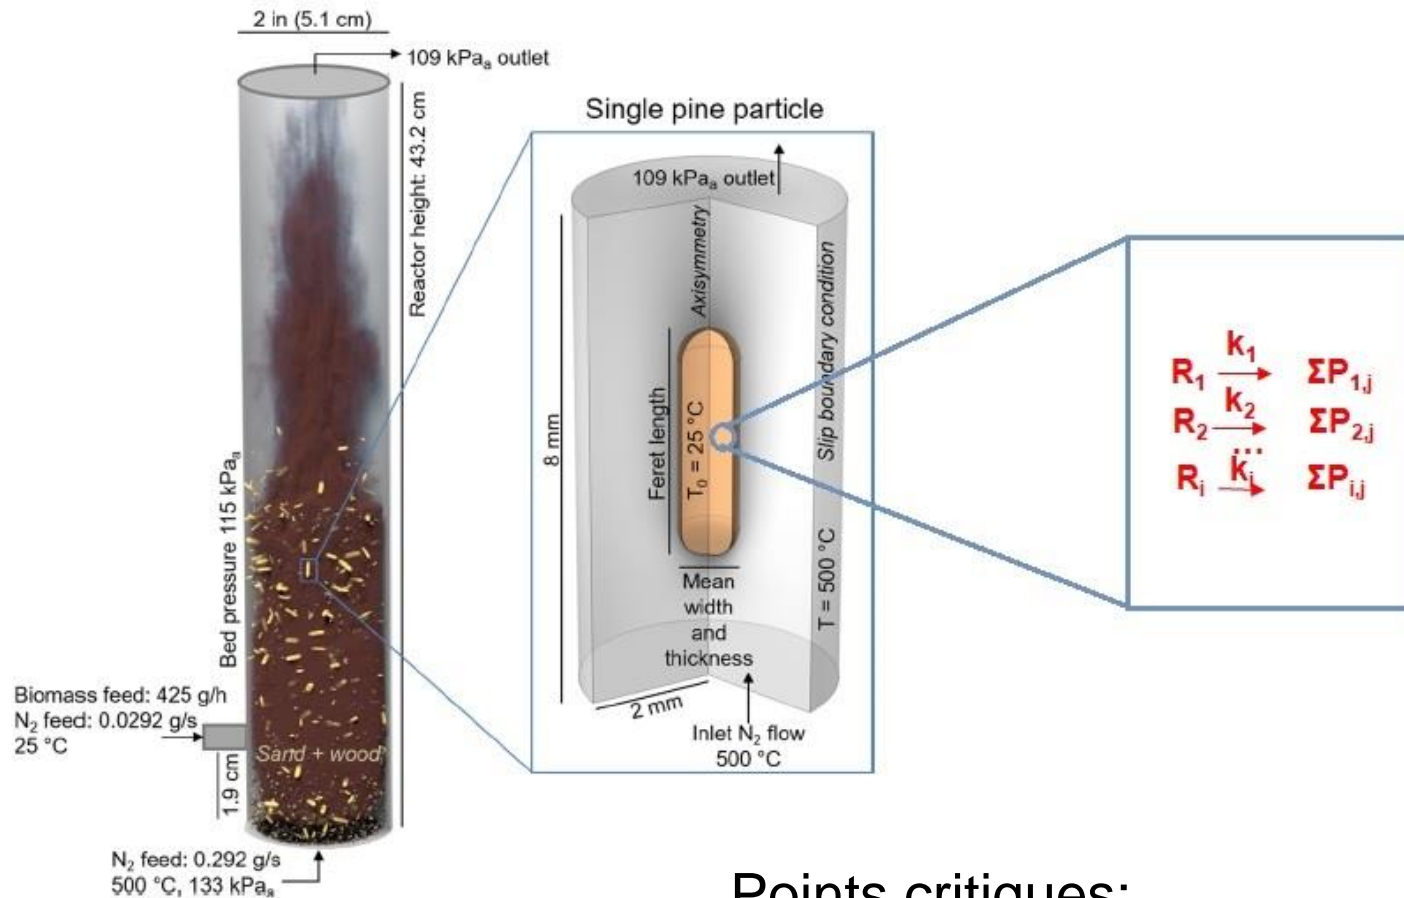 2 in (5.1 cm)
109 kPaₐ outlet
Reactor height: 43.2 cm
Bed pressure 115 kPaₐ
Biomass feed: 425 g/h
N₂ feed: 0.0292 g/s
25 °C
1.9 cm
Sand + wood
N₂ feed: 0.292 g/s
500 °C, 133 kPaₐ
Single pine particle
109 kPaₐ outlet
Axisymmetry
Slip boundary condition
T = 500 °C
8 mm
Feret length
T₀ = 25 °C
Mean
width
and
thickness
2 mm
Inlet N₂ flow
500 °C
k₁
R₁ → ΣP₁,ⱼ
k₂
R₂ → ΣP₂,ⱼ
...
kᵢ
Rᵢ → ΣPᵢ,ⱼ
Points critiques: